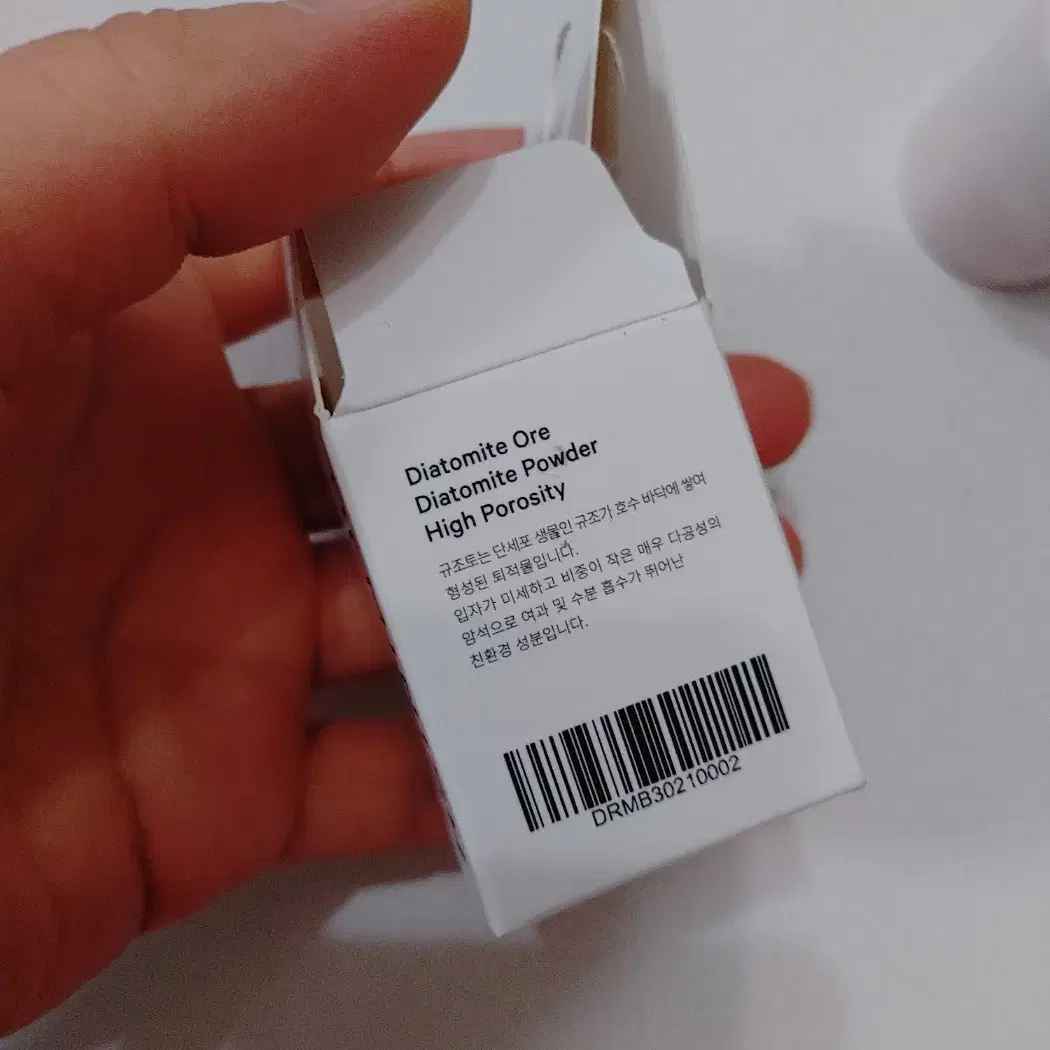 Diatomite Ore
Diatomite Powder
High Porosity
규조토는 단세포 생물인 규조가 호수 바닥에 쌓여
형성된 퇴적물입니다.
입자가 미세하고 비중이 작은 매우 다공성의
암석으로 여과 및 수분 흡수가 뛰어난
친환경 성분입니다.
DRMB30210002